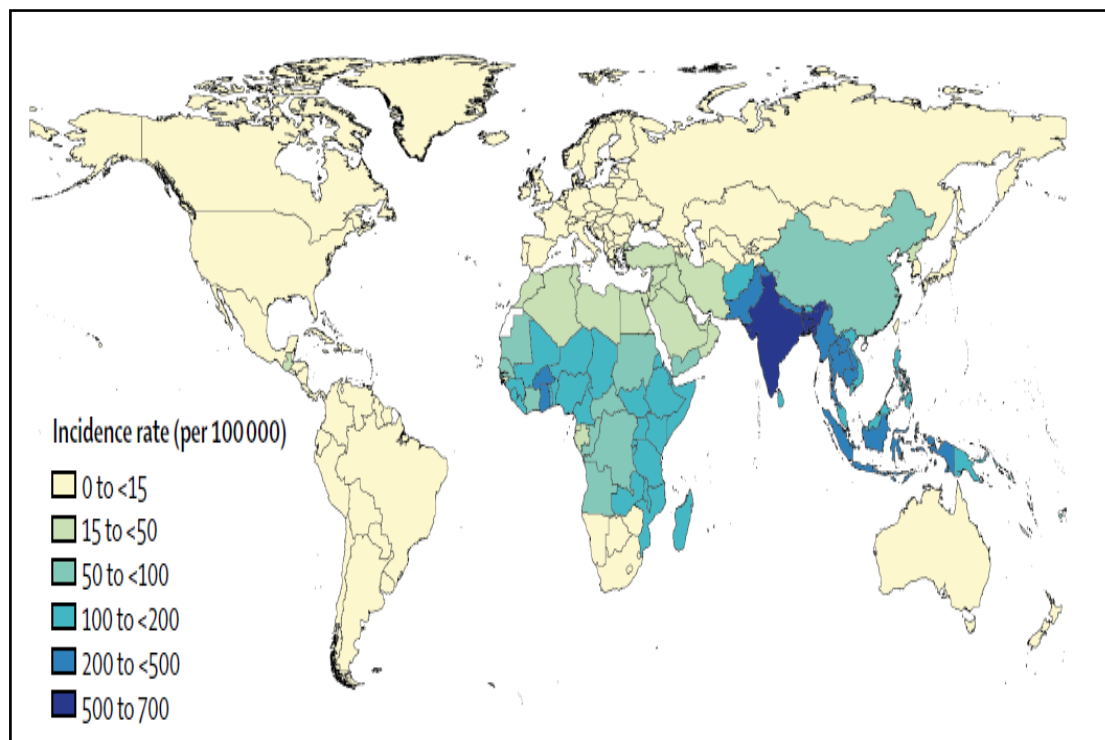 Incidence rate (per 100 000)
0 to <15
15 to <50
50 to <100
100 to <200
200 to <500
500 to 700